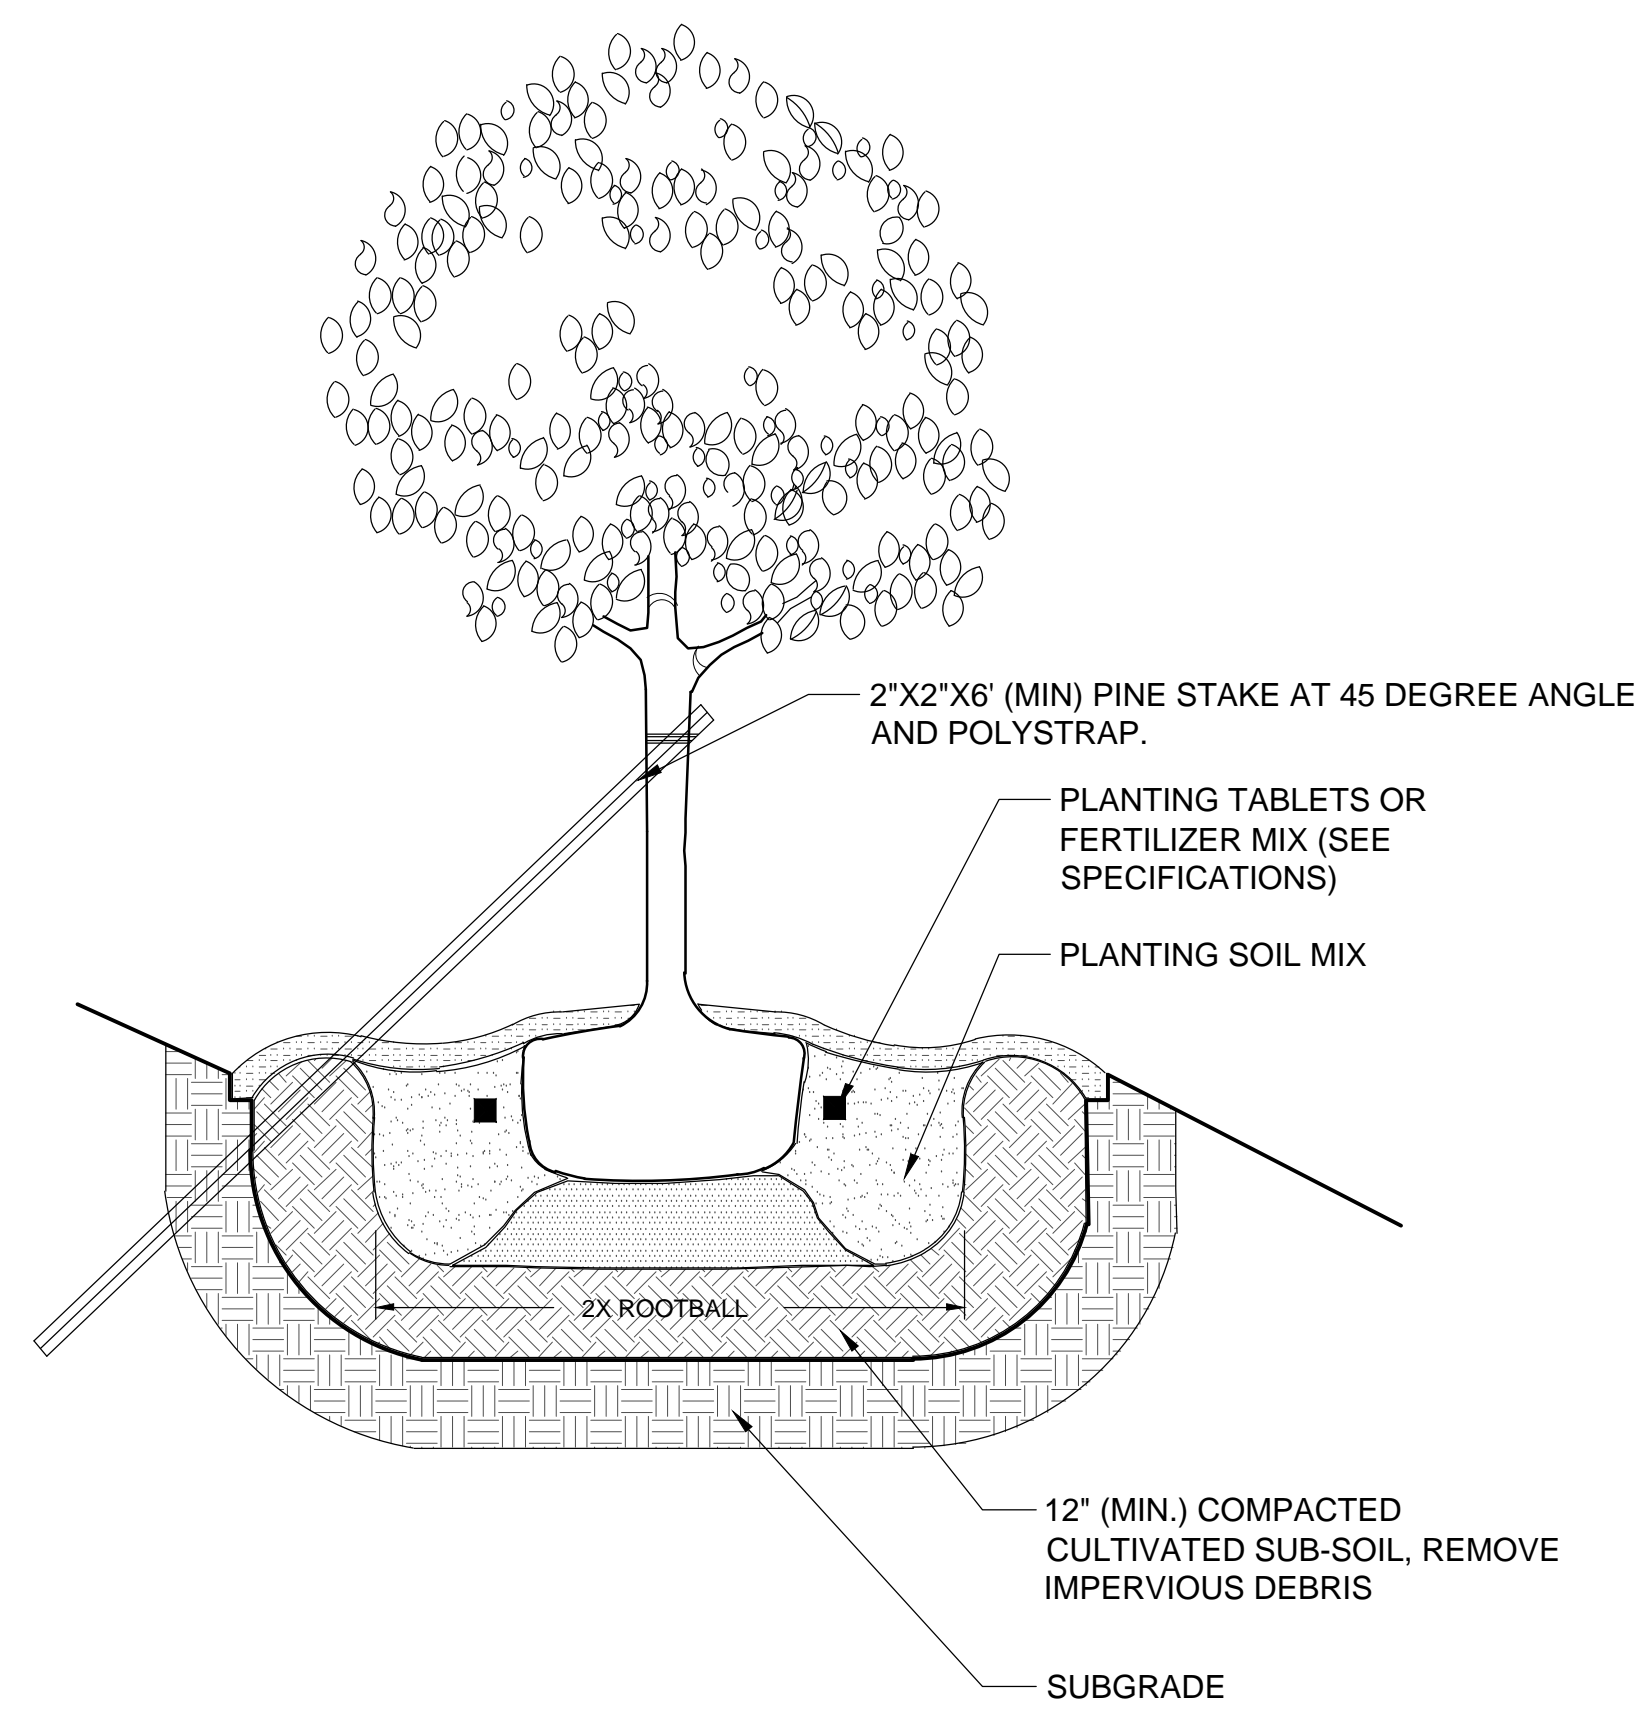 2"X2"X6' (MIN) PINE STAKE AT 45 DEGREE ANGLE
AND POLYSTRAP.
PLANTING TABLETS OR
FERTILIZER MIX (SEE
SPECIFICATIONS)
PLANTING SOIL MIX
2X ROOTBALL
12" (MIN.) COMPACTED
CULTIVATED SUB-SOIL, REMOVE
IMPERVIOUS DEBRIS
SUBGRADE